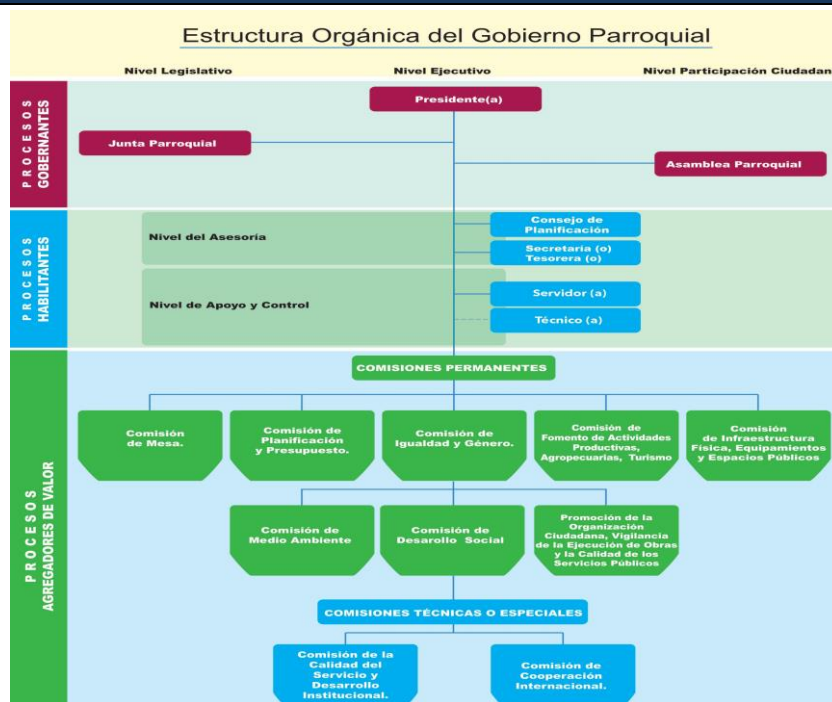 Estructura Orgánica del Gobierno Parroquial
Nivel Legislativo
Nivel Ejecutivo
Nivel Participación Ciudadan
PROCESOS
GOBERNANTES
Presidente(a)
Junta Parroquial
Asamblea Parroquial
PROCESOS
HABILITANTES
Nivel del Asesoría
Consejo de
Planificación
Secretaría (o)
Tesorera (o)
Nivel de Apoyo y Control
Servidor (a)
Técnico (a)
PROCESOS
AGREGADORES DE VALOR
COMISIONES PERMANENTES
Comisión
de Mesa.
Comisión de
Planificación
y Presupuesto.
Comisión de
Igualdad y Género.
Comisión de
Fomento de Actividades
Productivas,
Agropecuarias, Turismo
Comisión
de Infraestructura
Física, Equipamientos
y Espacios Públicos
Comisión de
Medio Ambiente
Comisión de
Desarollo Social
Promoción de la
Organización
Ciudadana, Vigilancia
de la Ejecución de Obras
y la Calidad de los
Servicios Públicos
COMISIONES TÉCNICAS O ESPECIALES
Comisión de la
Calidad del
Servicio y
Desarrollo
Institucional.
Comisión de
Cooperación
Internacional.